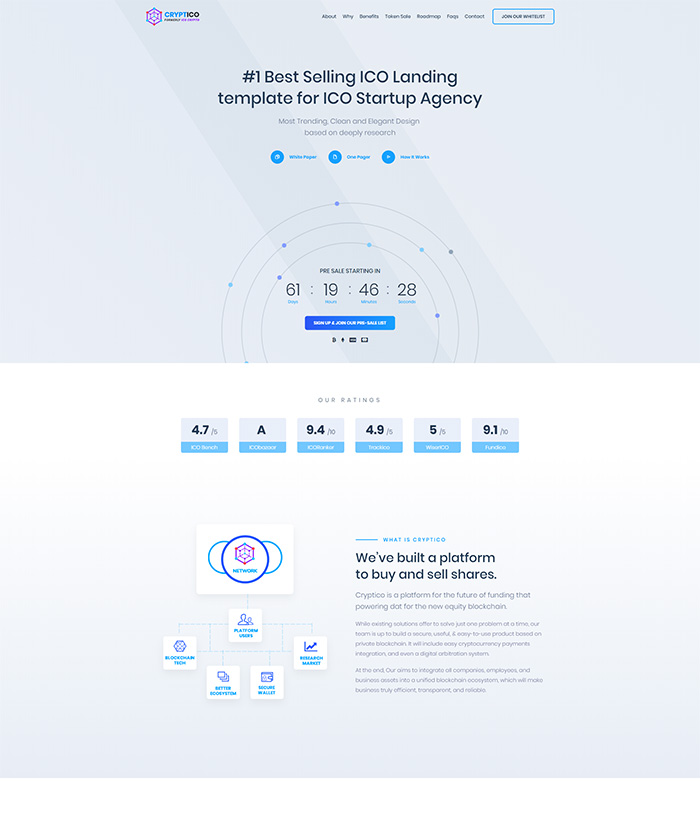 CRYPTICO
FORMERLY ICO CRYPTO
About Why Benefits Token Sale Roadmap Faqs Contact JOIN OUR WHITELIST
#1 Best Selling ICO Landing
template for ICO Startup Agency
Most Trending, Clean and Elegant Design
based on deeply research
White Paper One Pager How It Works
PRE SALE STARTING IN
61 : 19 : 46 : 28
Days Hours Minutes Seconds
SIGN UP & JOIN OUR PRE-SALE LIST
OUR RATINGS
4.7 /5 A 9.4 /10 4.9 /5 5 /5 9.1 /10
ICO Bench ICObazaar ICORanker Trackico WiserICO Fundico
NETWORK
PLATFORM
USERS
BLOCKCHAIN
TECH
RESEARCH
MARKET
BETTER
ECOSYSTEM
SECURE
WALLET
WHAT IS CRYPTICO
We've built a platform
to buy and sell shares.
Cryptico is a platform for the future of funding that
powering dat for the new equity blockchain.
While existing solutions offer to solve just one problem at a time, our
team is up to build a secure, useful, & easy-to-use product based on
private blockchain. It will include easy cryptocurrency payments
integration, and even a digital arbitration system.
At the end, Our aims to integrate all companies, employees, and
business assets into a unified blockchain ecosystem, which will make
business truly efficient, transparent, and reliable.